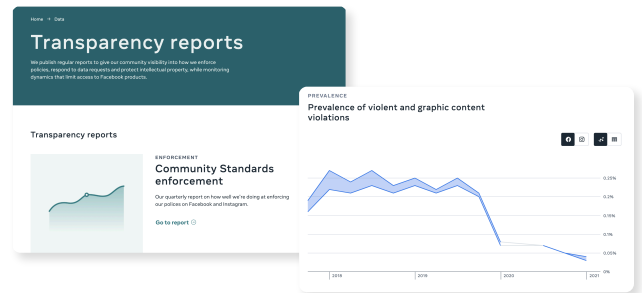 Home → Data
Transparency reports
We publish regular reports to give our community visibility into how we enforce
policies, respond to data requests and protect intellectual property, while monitoring
dynamics that limit access to Facebook products.
Transparency reports
ENFORCEMENT
Community Standards
enforcement
Our quarterly report on how well we're doing at enforcing
our polices on Facebook and Instagram.
Go to report
PREVALENCE
Prevalence of violent and graphic content
violations
0.25%
0.2%
0.15%
0.1%
0.05%
0%
2018
2019
2020
2021